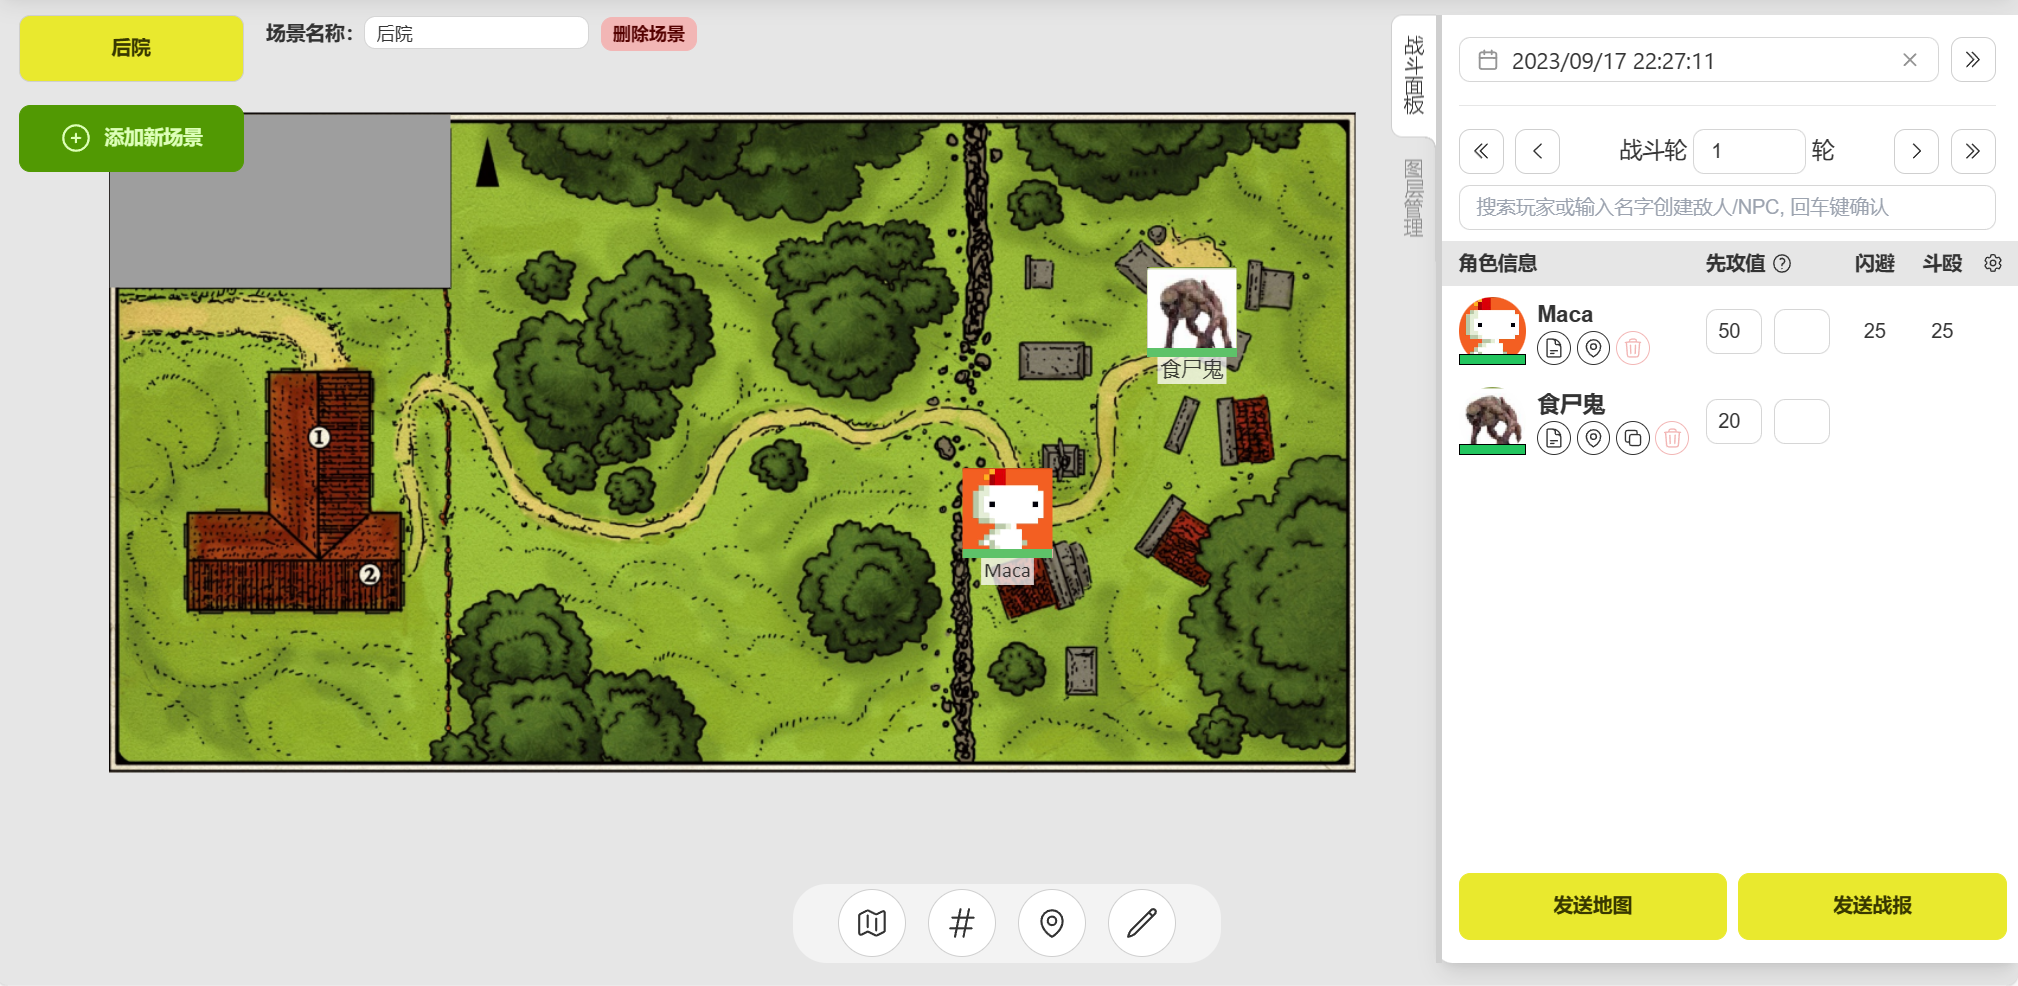 后院
场景名称：
后院
删除场景
添加新场景
1
2
食尸鬼
Maca
战斗面板
图层管理
2023/09/17 22:27:11
战斗轮 1 轮
搜索玩家或输入名字创建敌人/NPC, 回车键确认
角色信息 先攻值 闪避 斗殴
Maca
50 25 25
食尸鬼
20
发送地图
发送战报